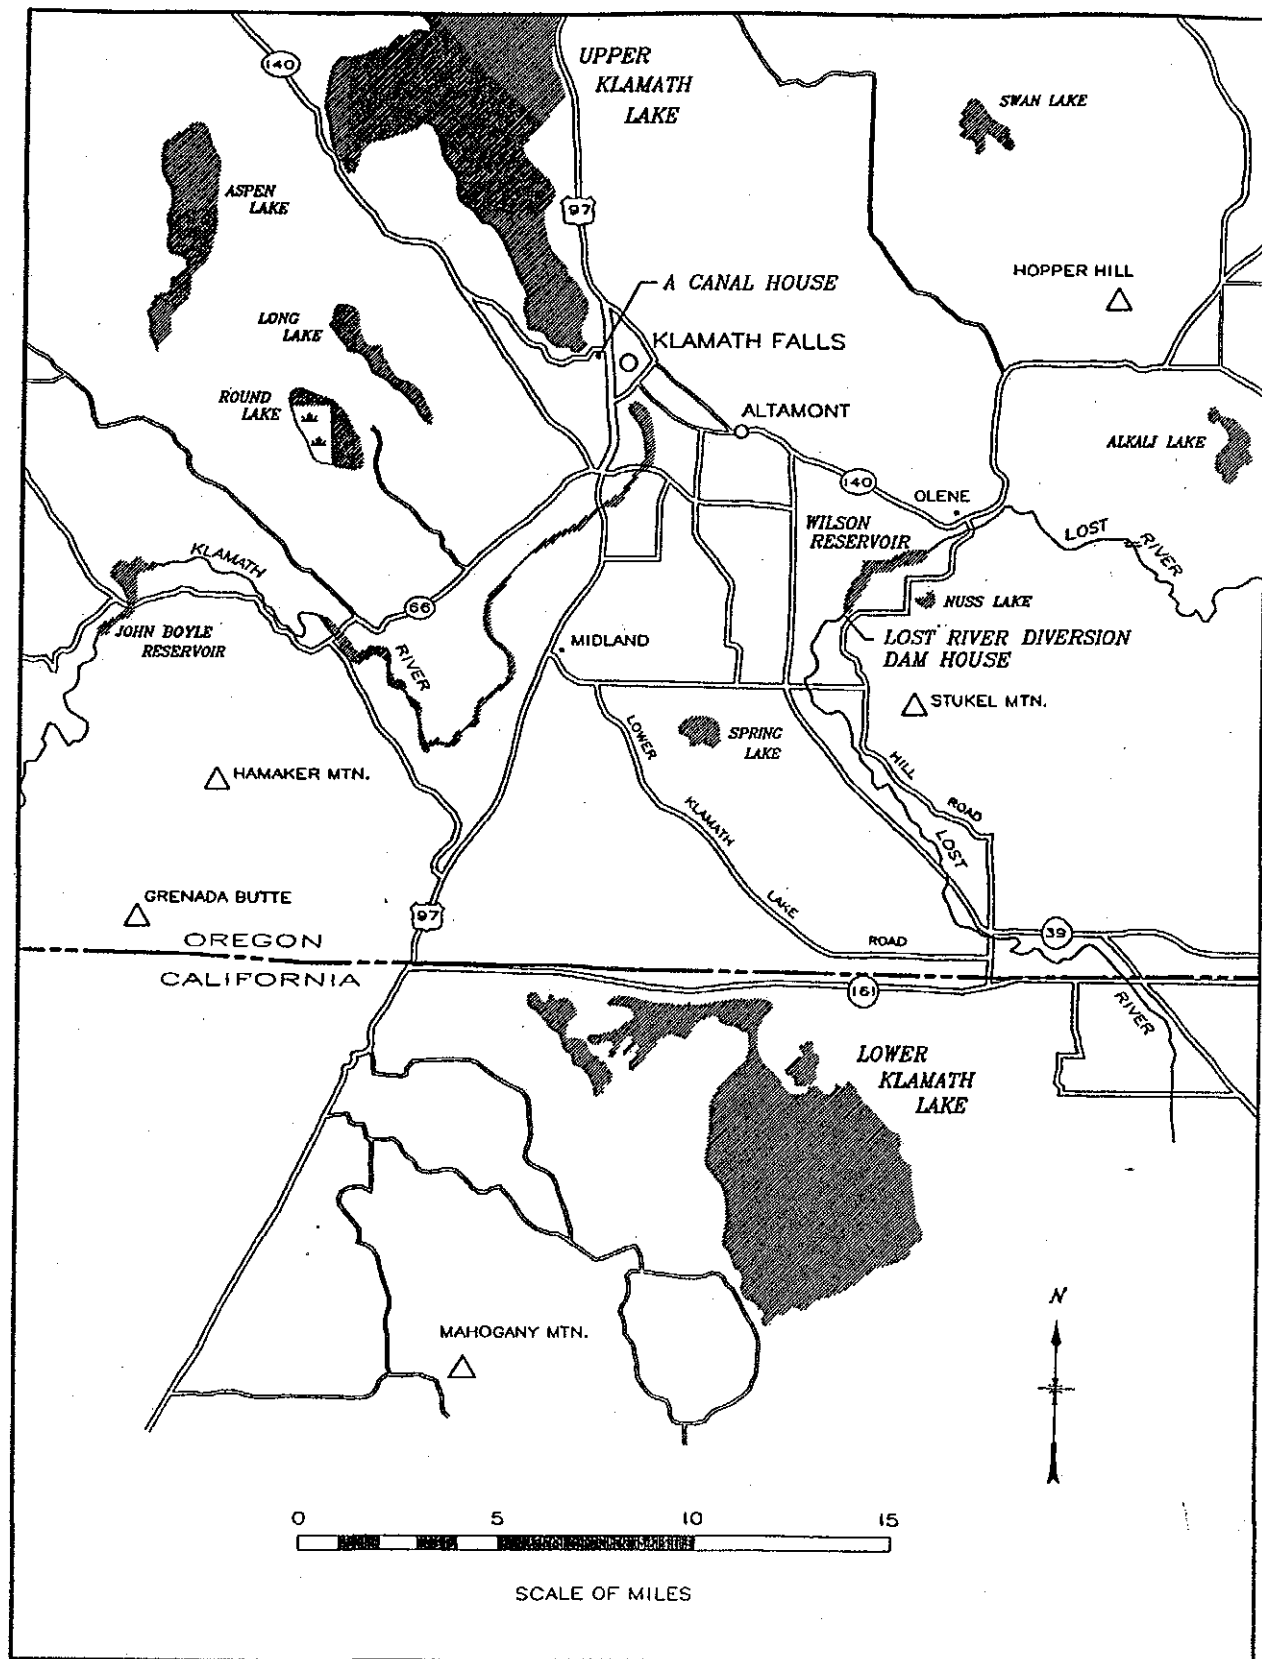 140
UPPER
KLAMATH
LAKE
SWAN LAKE
ASPEN
LAKE
97
HOPPER HILL
A CANAL HOUSE
LONG
LAKE
KLAMATH FALLS
ROUND
LAKE
ALTAMONT
ALKALI LAKE
140
OLENE
WILSON
RESERVOIR
LOST
RIVER
KLAMATH
RIVER
66
NUSS LAKE
JOHN BOYLE
RESERVOIR
MIDLAND
LOST RIVER DIVERSION
DAM HOUSE
STUKEL MTN.
SPRING
LAKE
LOWER
KLAMATH
LAKE
ROAD
HILL
ROAD
HAMAKER MTN.
LOST
RIVER
GRENADA BUTTE
97
39
OREGON
CALIFORNIA
161
LOWER
KLAMATH
LAKE
MAHOGANY MTN.
N
0 5 10 15
SCALE OF MILES